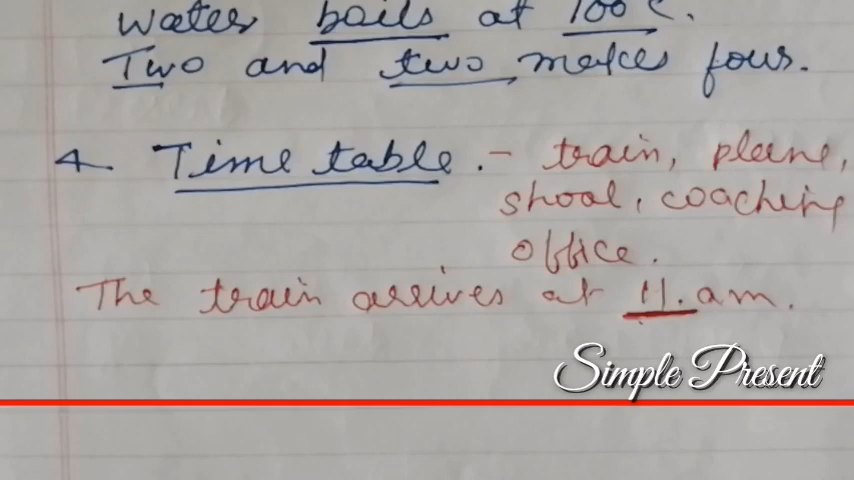 Water boils at 100°C.
Two and two makes four.
4. Time table. - train, plane,
shool, coaching
office.
The train arrives at 11.am.
Simple Present